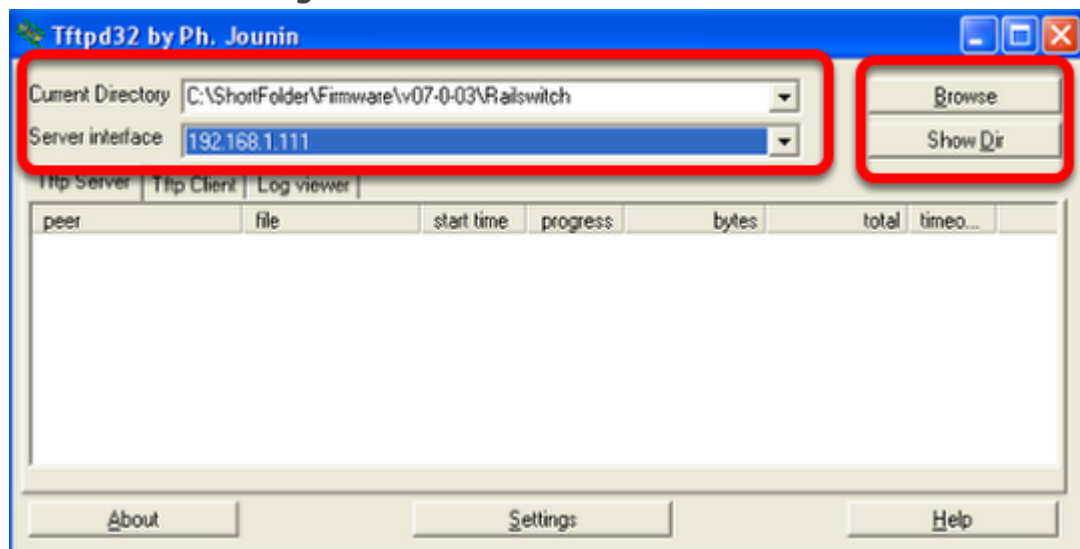 Tftpd32 by Ph. Jounin
Current Directory C:\ShortFolder\Firmware\v07-0-03\Railswitch Browse
Server interface 192.168.1.111 Show Dir
Tftp Server Tftp Client Log viewer
peer file start time progress bytes total timeo...
About Settings Help